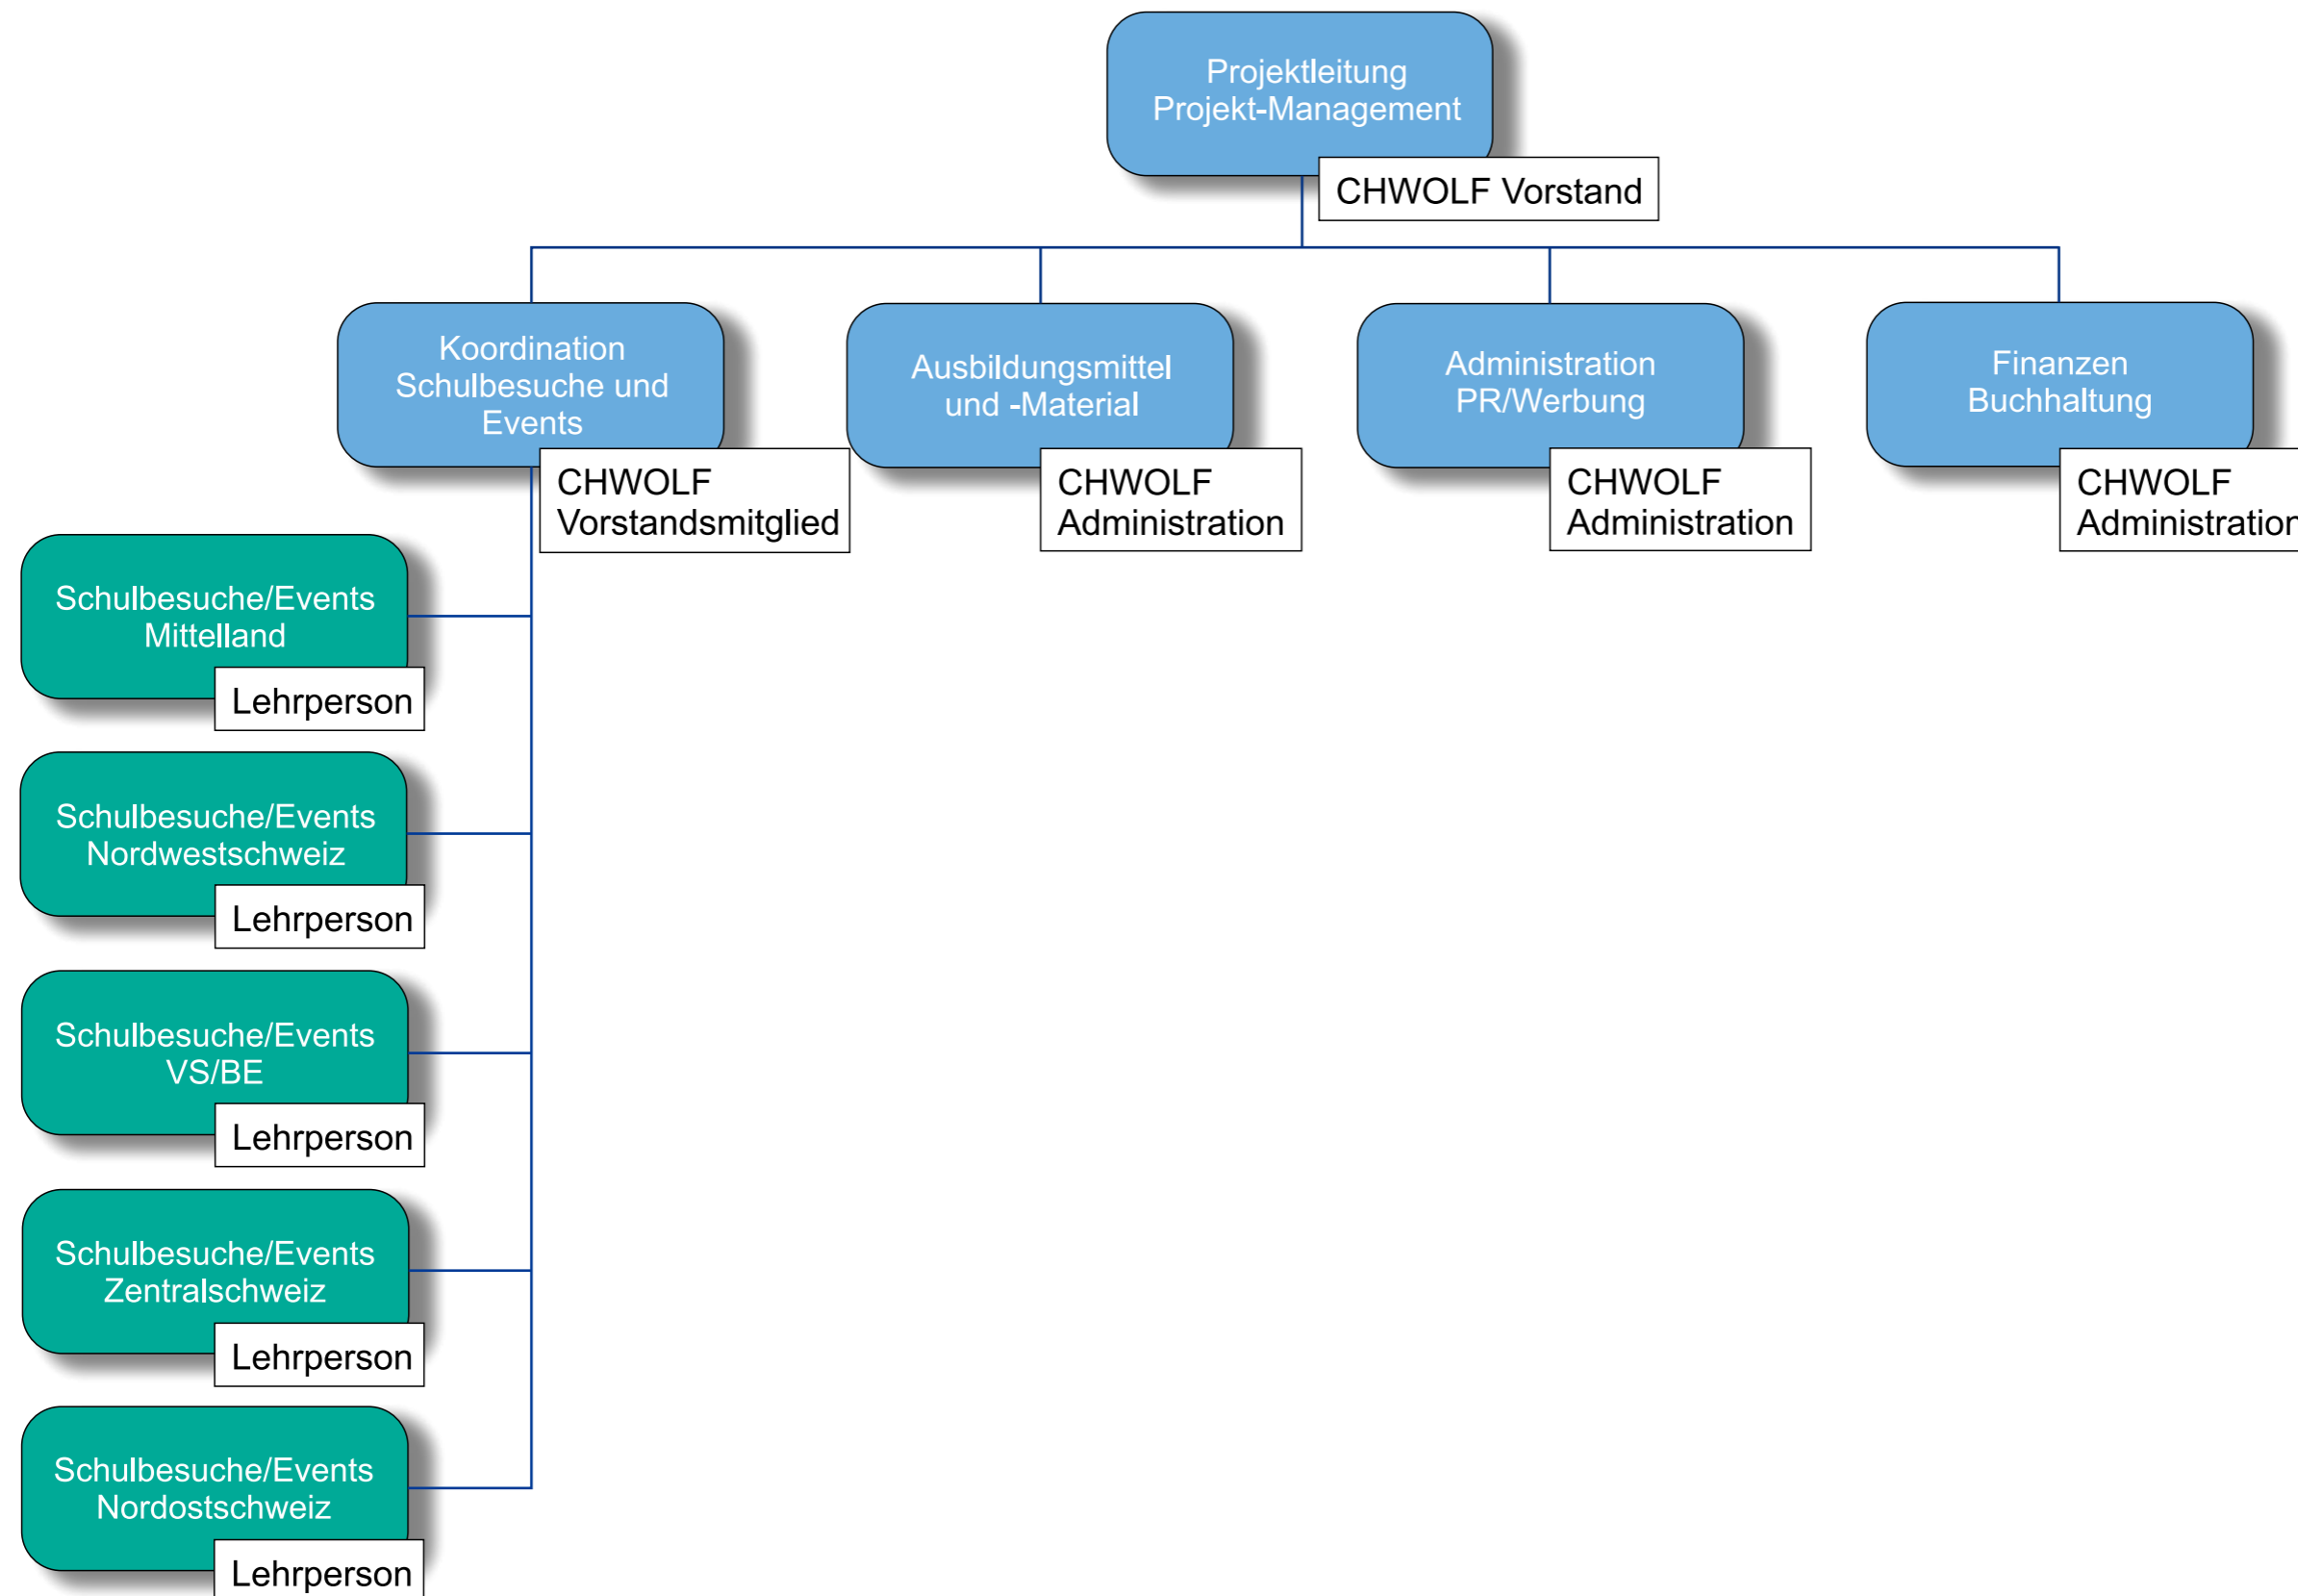 Projektleitung
Projekt-Management
CHWOLF Vorstand
Koordination
Schulbesuche und
Events
CHWOLF
Vorstandsmitglied
Ausbildungsmittel
und -Material
CHWOLF
Administration
Administration
PR/Werbung
CHWOLF
Administration
Finanzen
Buchhaltung
CHWOLF
Administration
Schulbesuche/Events
Mittelland
Lehrperson
Schulbesuche/Events
Nordwestschweiz
Lehrperson
Schulbesuche/Events
VS/BE
Lehrperson
Schulbesuche/Events
Zentralschweiz
Lehrperson
Schulbesuche/Events
Nordostschweiz
Lehrperson